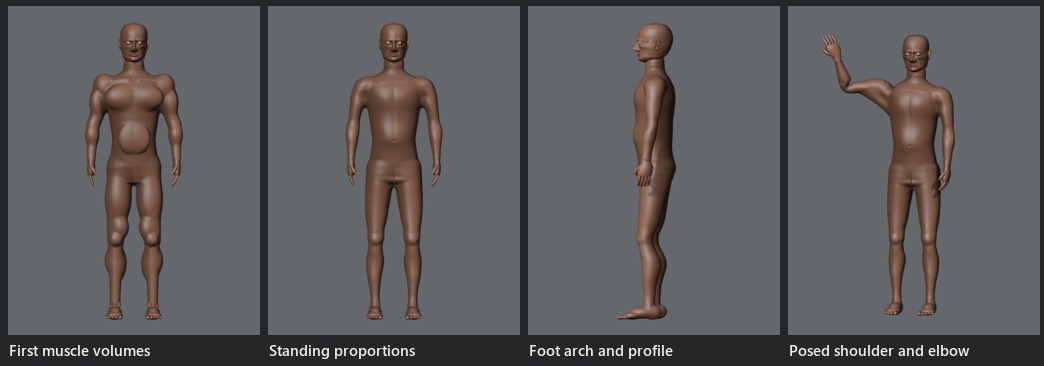 First muscle volumes
Standing proportions
Foot arch and profile
Posed shoulder and elbow